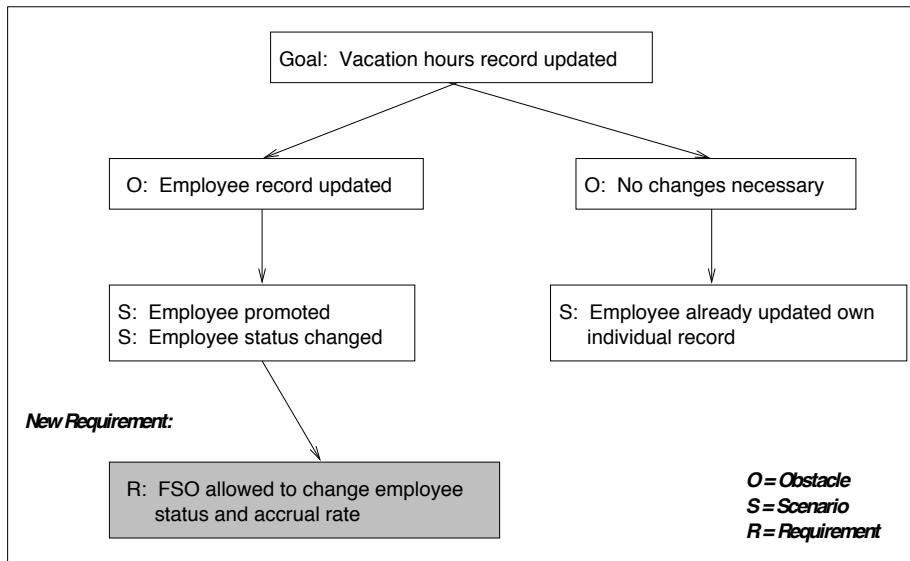 Goal: Vacation hours record updated
O: Employee record updated
O: No changes necessary
S: Employee promoted
S: Employee status changed
S: Employee already updated own
individual record
New Requirement:
R: FSO allowed to change employee
status and accrual rate
O = Obstacle
S = Scenario
R = Requirement